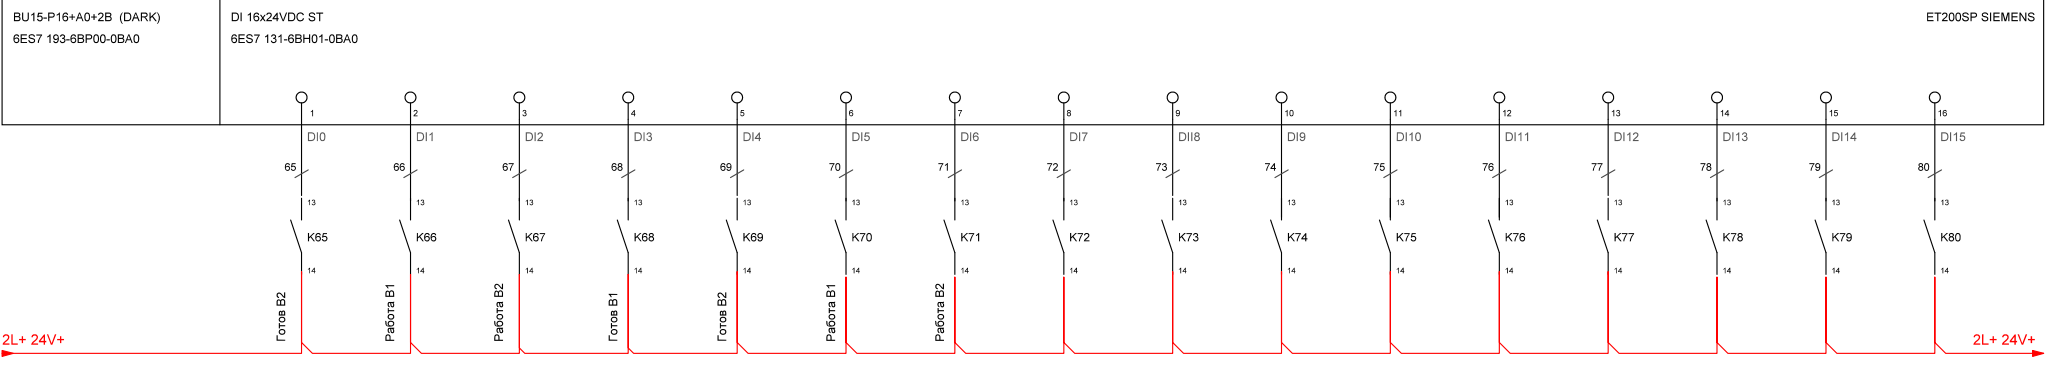 BU15-P16+A0+2B (DARK)
6ES7 193-6BP00-0BA0
DI 16x24VDC ST
6ES7 131-6BH01-0BA0
ET200SP SIEMENS
1 2 3 4 5 6 7 8 9 10 11 12 13 14 15 16
DI0 DI1 DI2 DI3 DI4 DI5 DI6 DI7 DII8 DI9 DI10 DI11 DI12 DI13 DI14 DI15
65 66 67 68 69 70 71 72 73 74 75 76 77 78 79 80
13 13 13 13 13 13 13 13 13 13 13 13 13 13 13 13
K65 K66 K67 K68 K69 K70 K71 K72 K73 K74 K75 K76 K77 K78 K79 K80
14 14 14 14 14 14 14 14 14 14 14 14 14 14 14 14
Готов В2
Работа В1
Работа В2
Готов В1
Готов В2
Работа В1
Работа В2
2L+ 24V+
2L+ 24V+